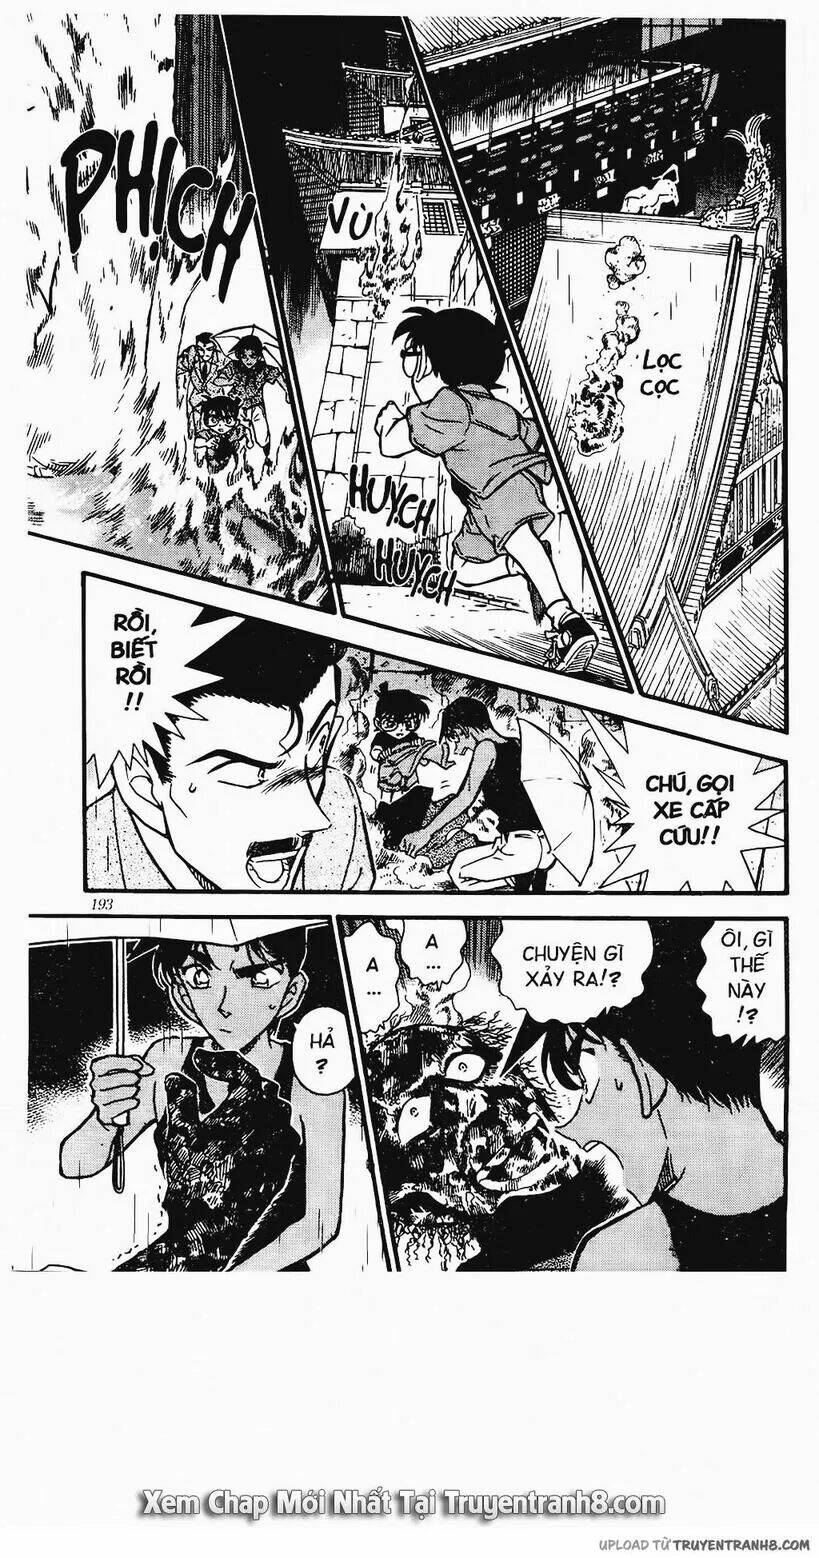 LỌC
CỌC
VÙ
HUỴCH
HUỴCH
PHỊCH
CHÚ, GỌI
XE CẤP
CỨU!!
RỒI,
BIẾT
RỒI
!!
193
ÔI, GÌ
THẾ
NÀY
!?
CHUYỆN GÌ
XẢY RA!?
A
...
A
...
HẢ
?
Xem Chap Mới Nhất Tại Truyentranh8.com
UPLOAD TỪ TRUYENTRANH8.COM